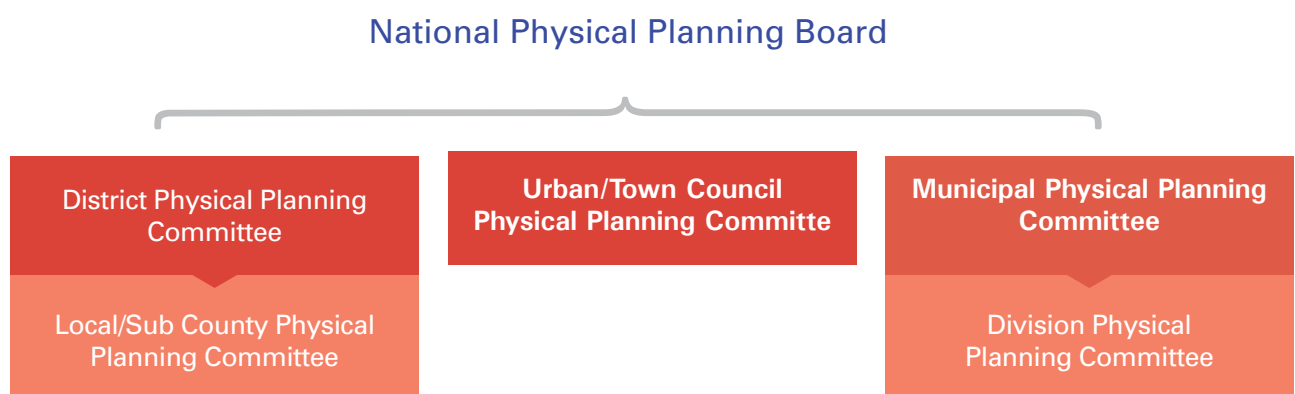 National Physical Planning Board
District Physical Planning
Committee
Local/Sub County Physical
Planning Committee
Urban/Town Council
Physical Planning Committe
Municipal Physical Planning
Committee
Division Physical
Planning Committee